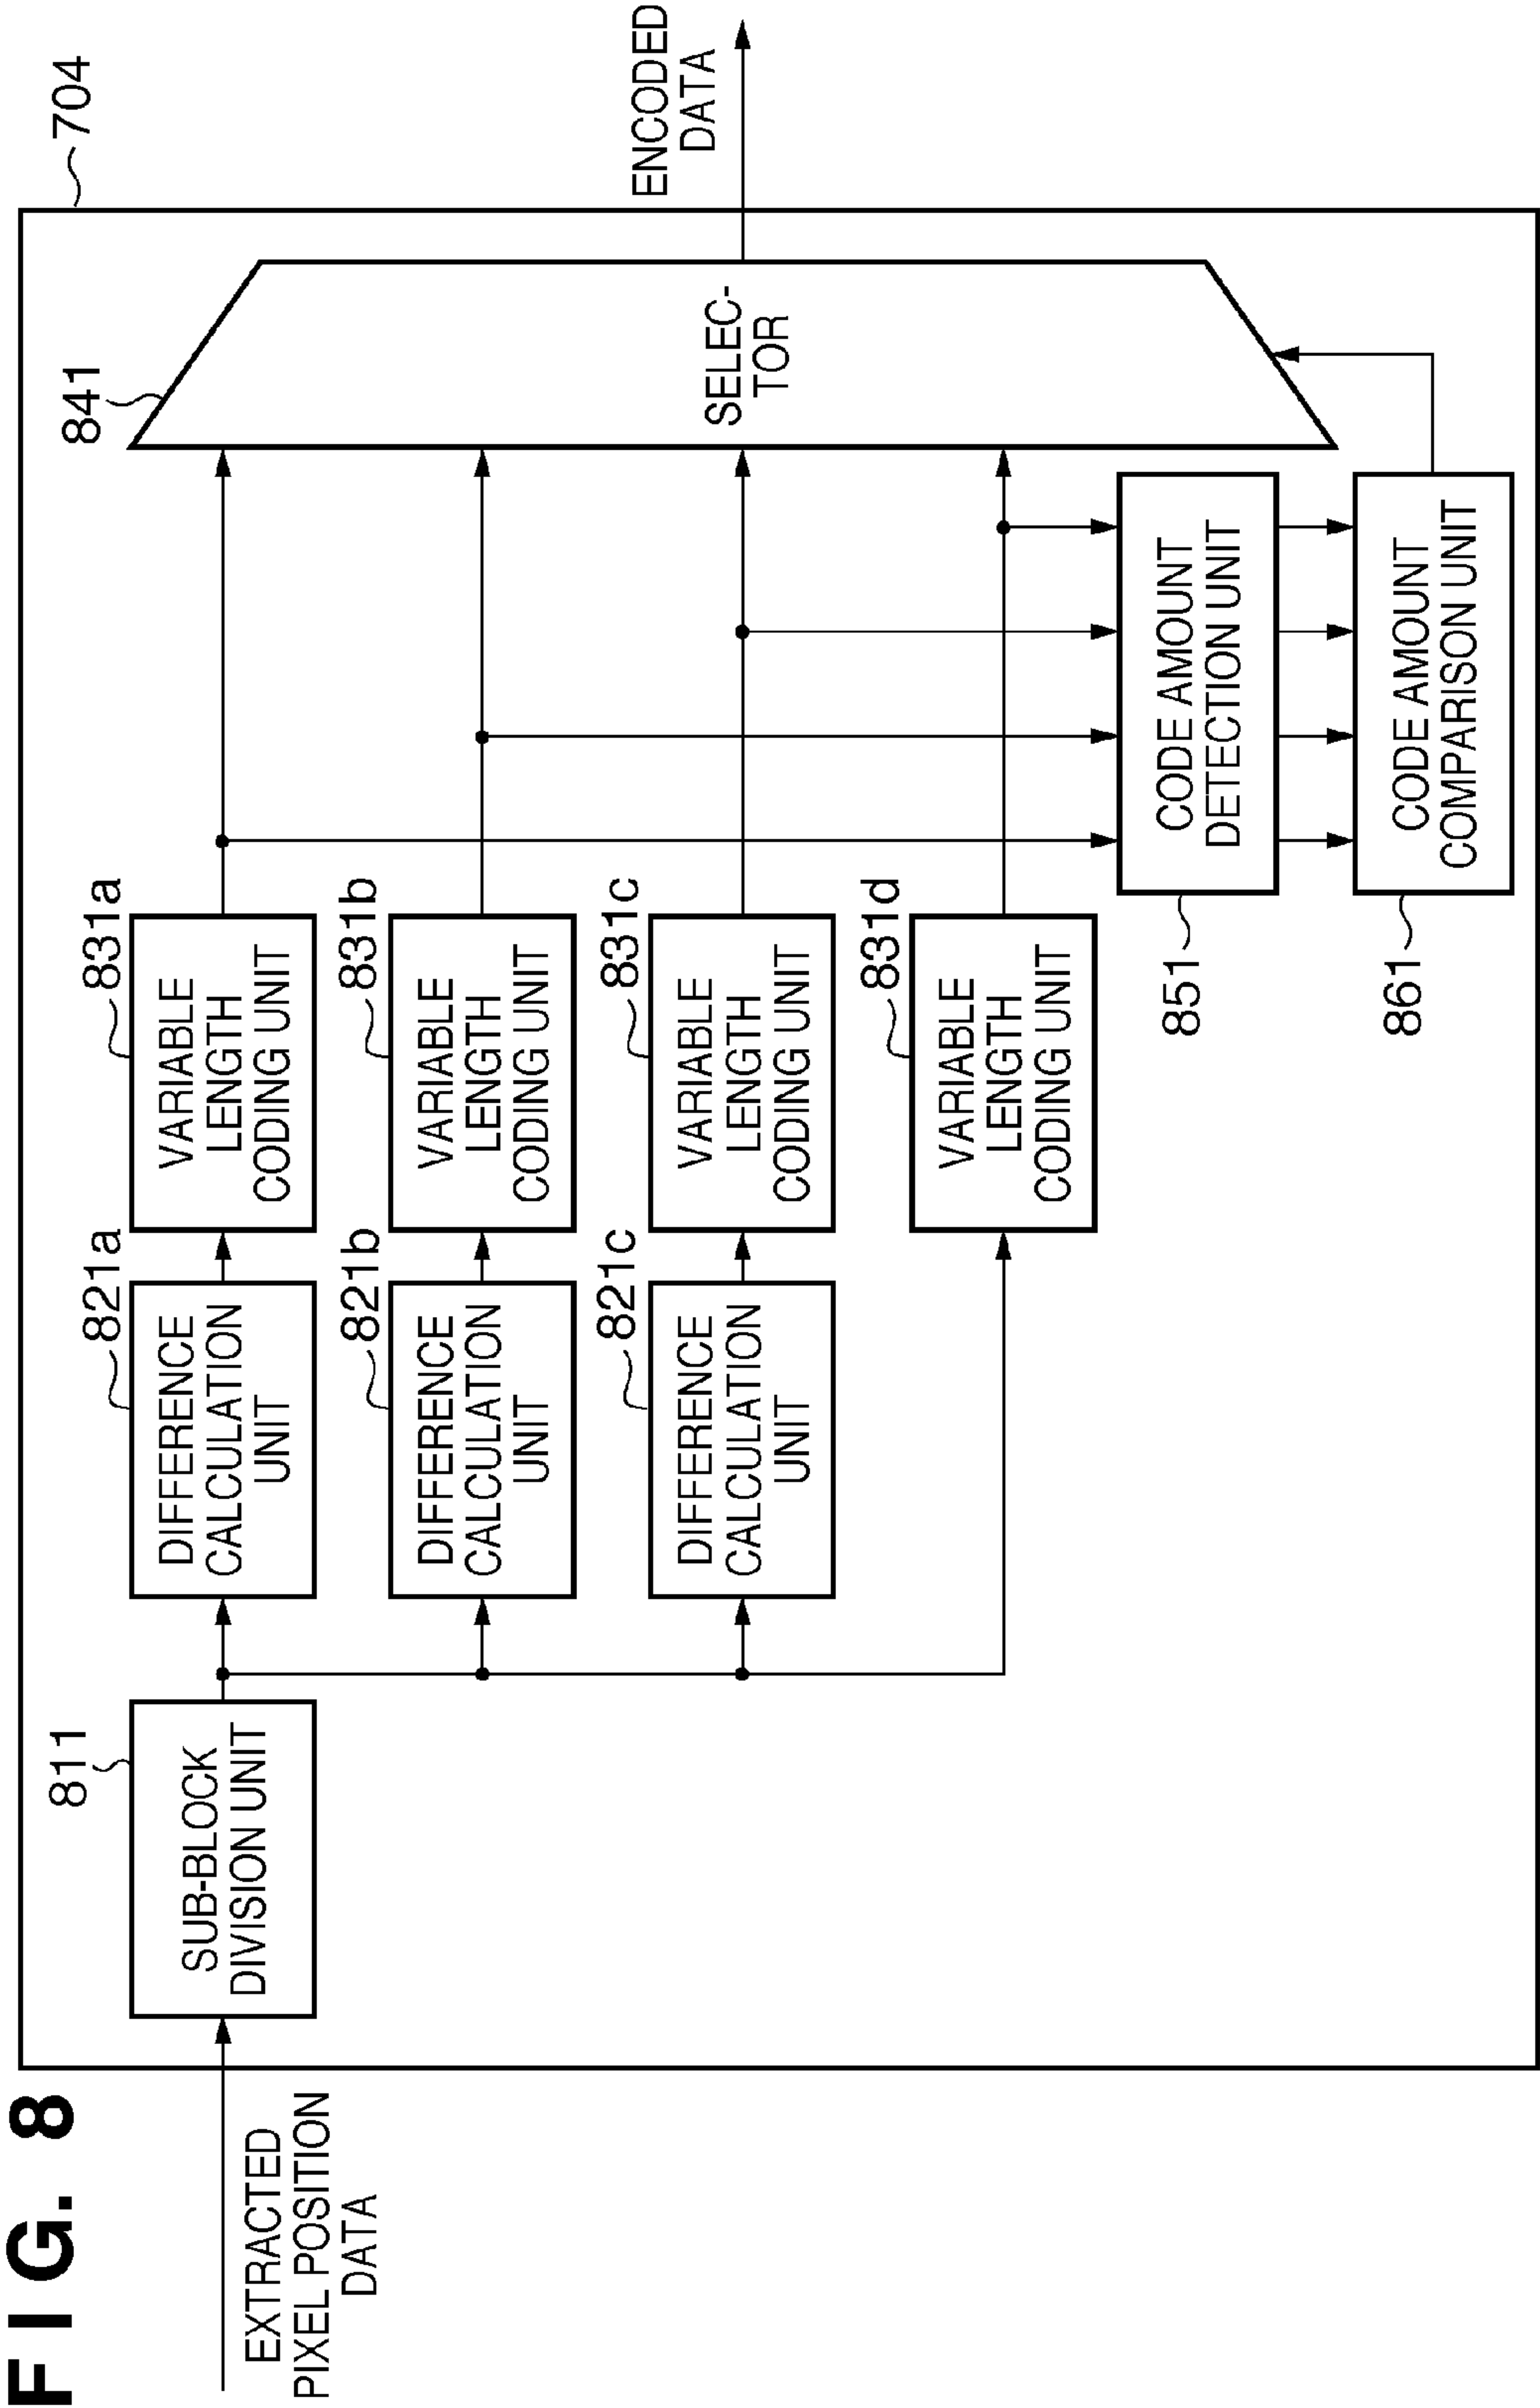 FIG. 8
704
EXTRACTED
PIXEL POSITION
DATA
811
SUB-BLOCK
DIVISION UNIT
821a
DIFFERENCE
CALCULATION
UNIT
831a
VARIABLE
LENGTH
CODING UNIT
821b
DIFFERENCE
CALCULATION
UNIT
831b
VARIABLE
LENGTH
CODING UNIT
821c
DIFFERENCE
CALCULATION
UNIT
831c
VARIABLE
LENGTH
CODING UNIT
831d
VARIABLE
LENGTH
CODING UNIT
841
SELEC-
TOR
ENCODED
DATA
851
CODE AMOUNT
DETECTION UNIT
861
CODE AMOUNT
COMPARISON UNIT